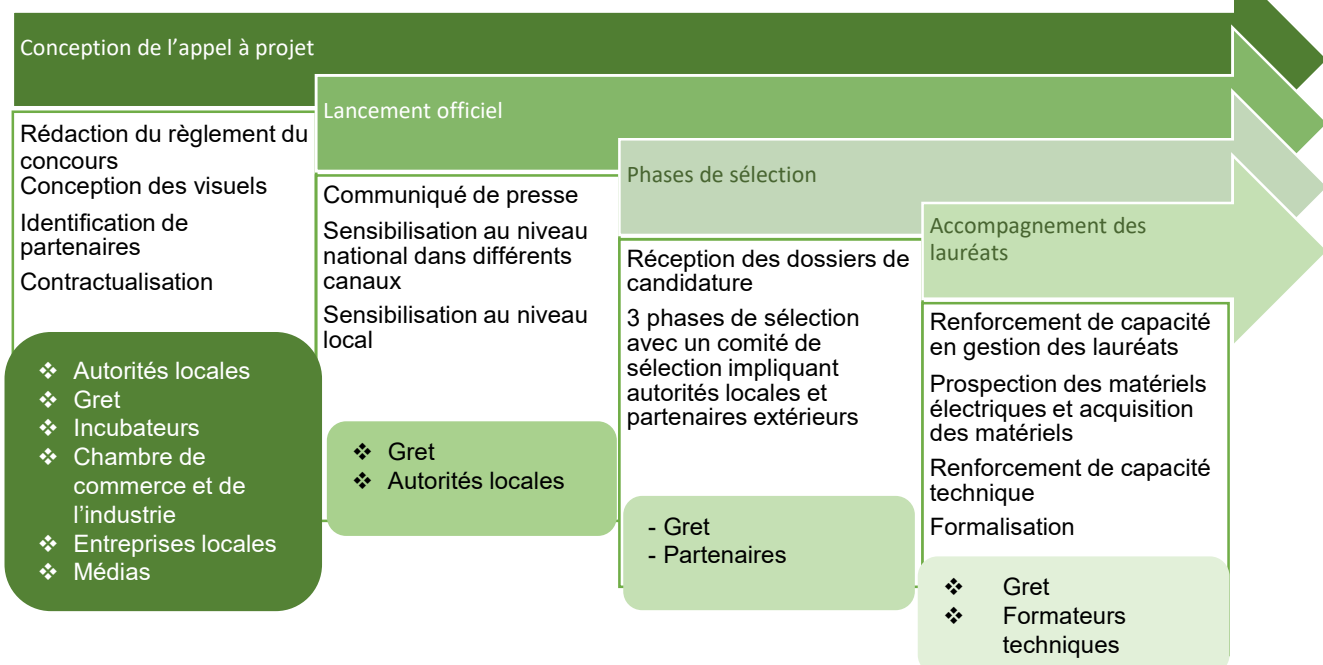 Conception de l’appel à projet
Rédaction du règlement du
concours
Conception des visuels
Identification de
partenaires
Contractualisation
❖ Autorités locales
❖ Gret
❖ Incubateurs
❖ Chambre de
commerce et de
l’industrie
❖ Entreprises locales
❖ Médias
Lancement officiel
Communiqué de presse
Sensibilisation au niveau
national dans différents
canaux
Sensibilisation au niveau
local
❖ Gret
❖ Autorités locales
Phases de sélection
Réception des dossiers de
candidature
3 phases de sélection
avec un comité de
sélection impliquant
autorités locales et
partenaires extérieurs
- Gret
- Partenaires
Accompagnement des
lauréats
Renforcement de capacité
en gestion des lauréats
Prospection des matériels
électriques et acquisition
des matériels
Renforcement de capacité
technique
Formalisation
❖ Gret
❖ Formateurs
techniques